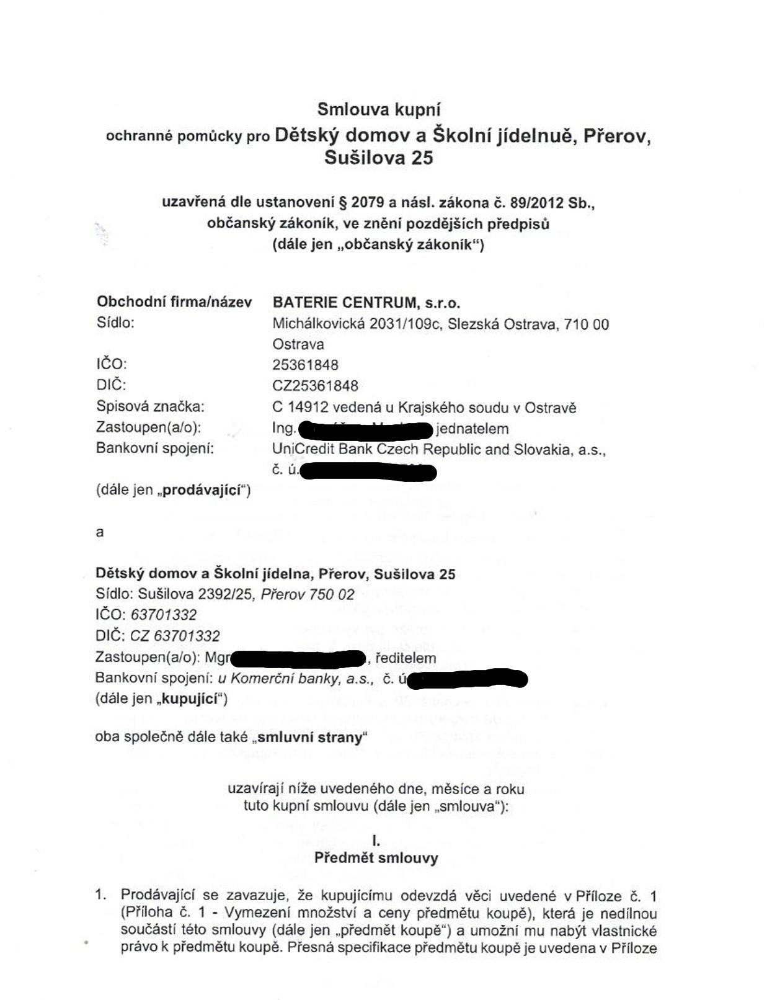 Smlouva kupní
ochranné pomůcky pro Dětský domov a Školní jídelnuě, Přerov,
Sušilova 25
uzavřená dle ustanovení § 2079 a násl. zákona č. 89/2012 Sb.,
občanský zákoník, ve znění pozdějších předpisů
(dále jen „občanský zákoník“)
Obchodní firma/název BATERIE CENTRUM, s.r.o.
Sídlo: Michálkovická 2031/109c, Slezská Ostrava, 710 00
Ostrava
IČO: 25361848
DIČ: CZ25361848
Spisová značka: C 14912 vedená u Krajského soudu v Ostravě
Zastoupen(a/o): Ing. jednatelem
Bankovní spojení: UniCredit Bank Czech Republic and Slovakia, a.s.,
č. ú.
(dále jen „prodávající“)
a
Dětský domov a Školní jídelna, Přerov, Sušilova 25
Sídlo: Sušilova 2392/25, Přerov 750 02
IČO: 63701332
DIČ: CZ 63701332
Zastoupen(a/o): Mgr , ředitelem
Bankovní spojení: u Komerční banky, a.s., č. ú
(dále jen „kupující“)
oba společně dále také „smluvní strany“
uzavírají níže uvedeného dne, měsíce a roku
tuto kupní smlouvu (dále jen „smlouva“):
I.
Předmět smlouvy
1. Prodávající se zavazuje, že kupujícímu odevzdá věci uvedené v Příloze č. 1
(Příloha č. 1 - Vymezení množství a ceny předmětu koupě), která je nedílnou
součástí této smlouvy (dále jen „předmět koupě“) a umožní mu nabýt vlastnické
právo k předmětu koupě. Přesná specifikace předmětu koupě je uvedena v Příloze